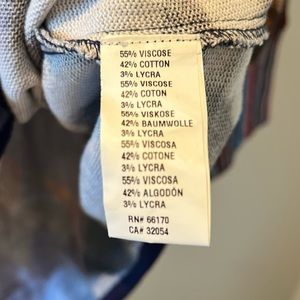 55% VISCOSE
42% COTTON
3% LYCRA
55% VISCOSE
42% COTON
3% LYCRA
55% VISKOSE
42% BAUMWOLLE
3% LYCRA
55% VISCOSA
42% COTONE
3% LYCRA
55% VISCOSA
42% ALGODÓN
3% LYCRA
RN# 66170
CA# 32054